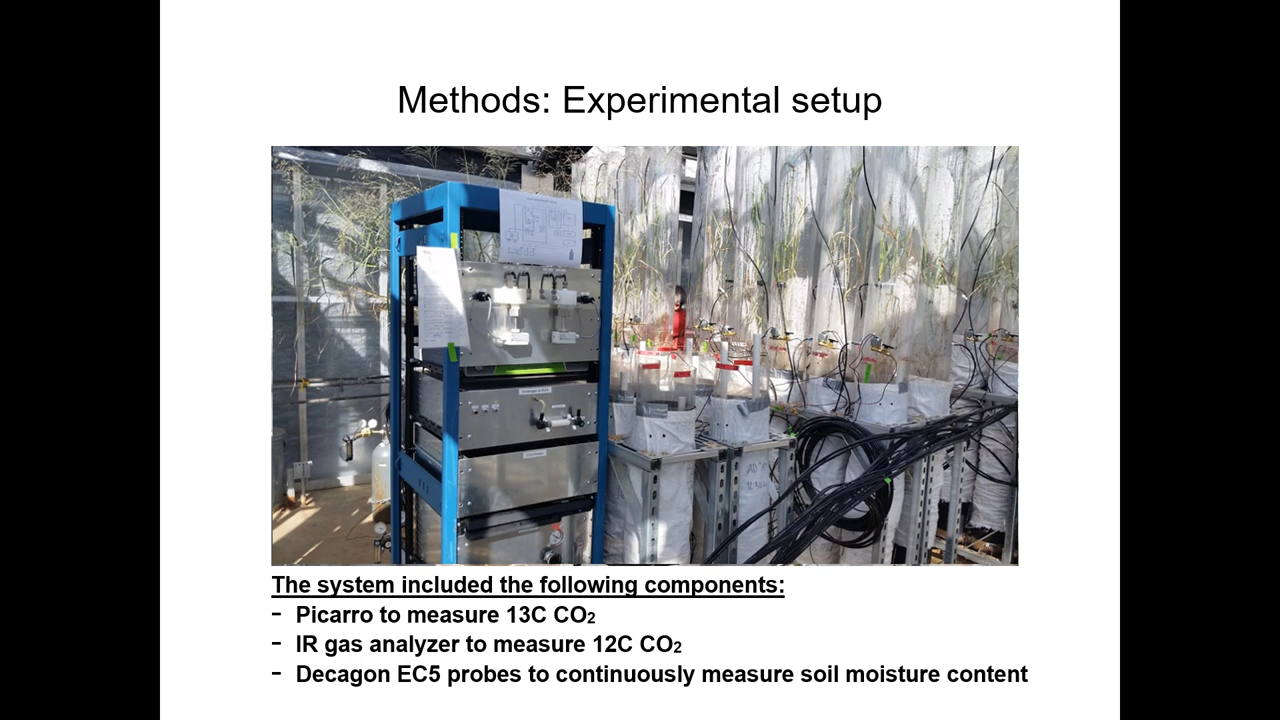 Methods: Experimental setup
The system included the following components:
- Picarro to measure 13C CO₂
- IR gas analyzer to measure 12C CO₂
- Decagon EC5 probes to continuously measure soil moisture content